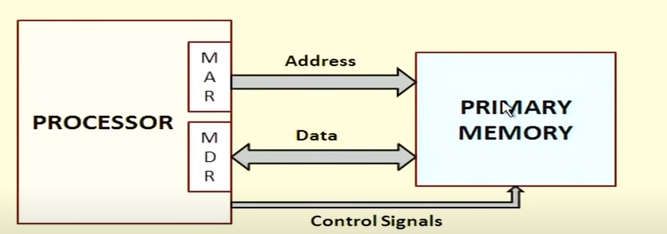 PROCESSOR
M
A
R
M
D
R
Address
Data
Control Signals
PRIMARY
MEMORY